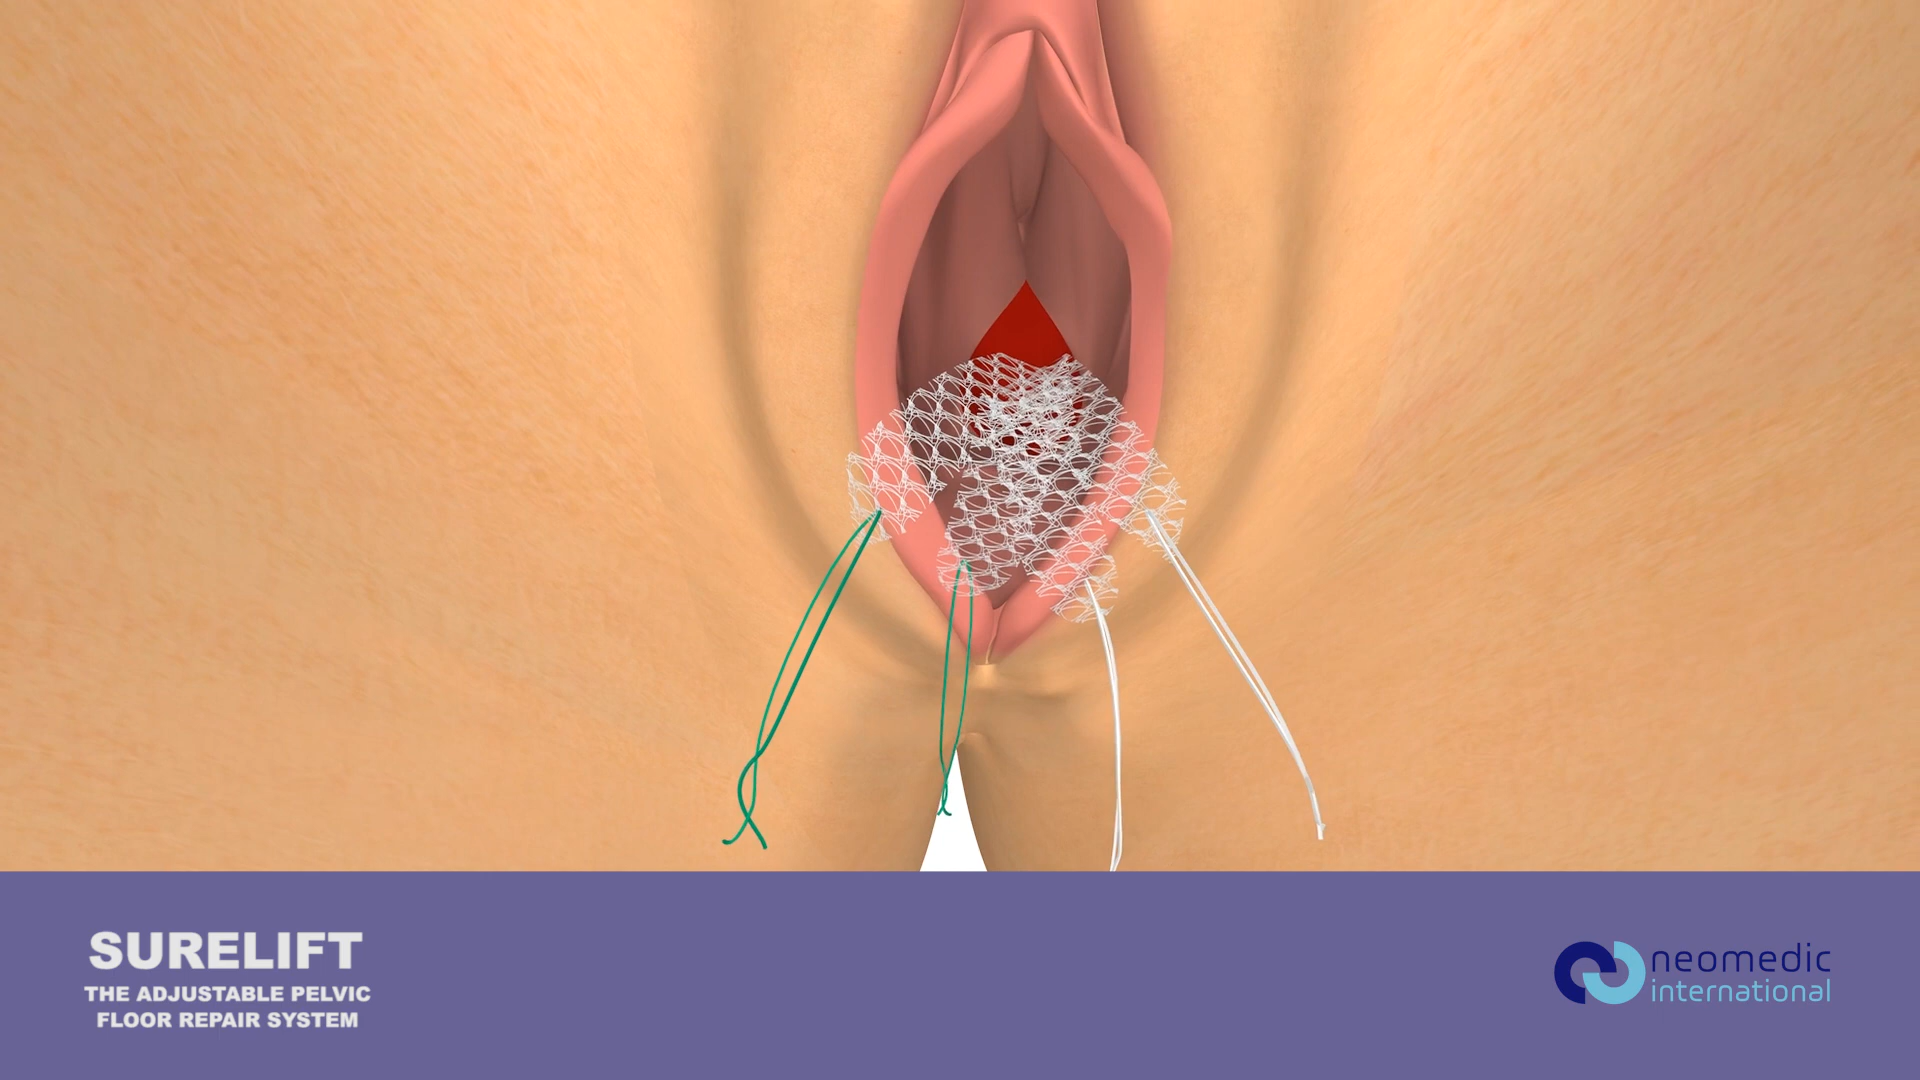 SURELIFT
THE ADJUSTABLE PELVIC
FLOOR REPAIR SYSTEM
neomedic
international